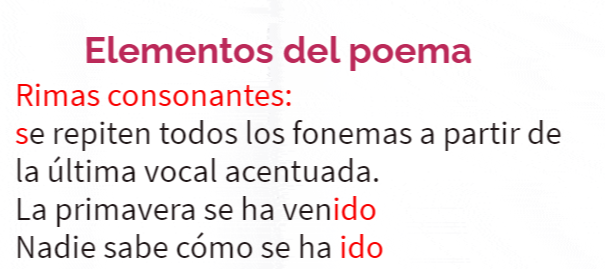 Elementos del poema
Rimas consonantes:
se repiten todos los fonemas a partir de
la última vocal acentuada.
La primavera se ha venido
Nadie sabe cómo se ha ido